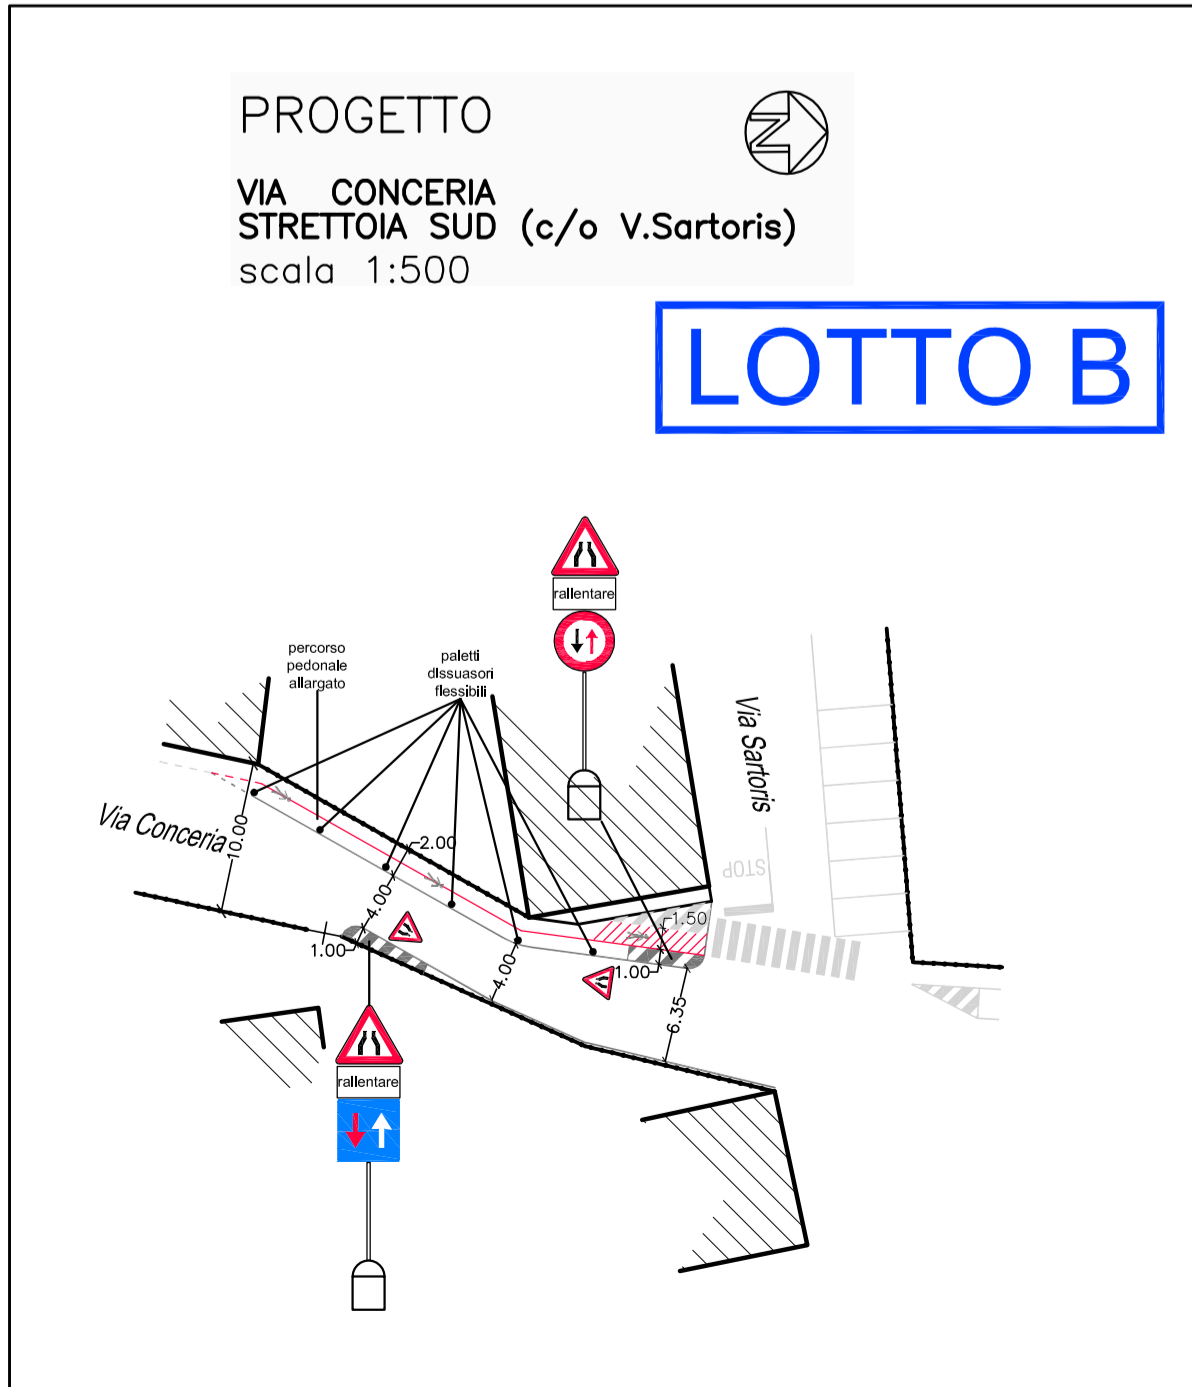 PROGETTO
N
VIA CONCERIA
STRETTOIA SUD (c/o V.Sartoris)
scala 1:500
LOTTO B
rallentare
percorso
pedonale
allargato
paletti
dissuasori
flessibili
Via Sartoris
Via Conceria
10.00
2.00
4.00
STOP
1.50
1.00
4.00
1.00
6.35
rallentare